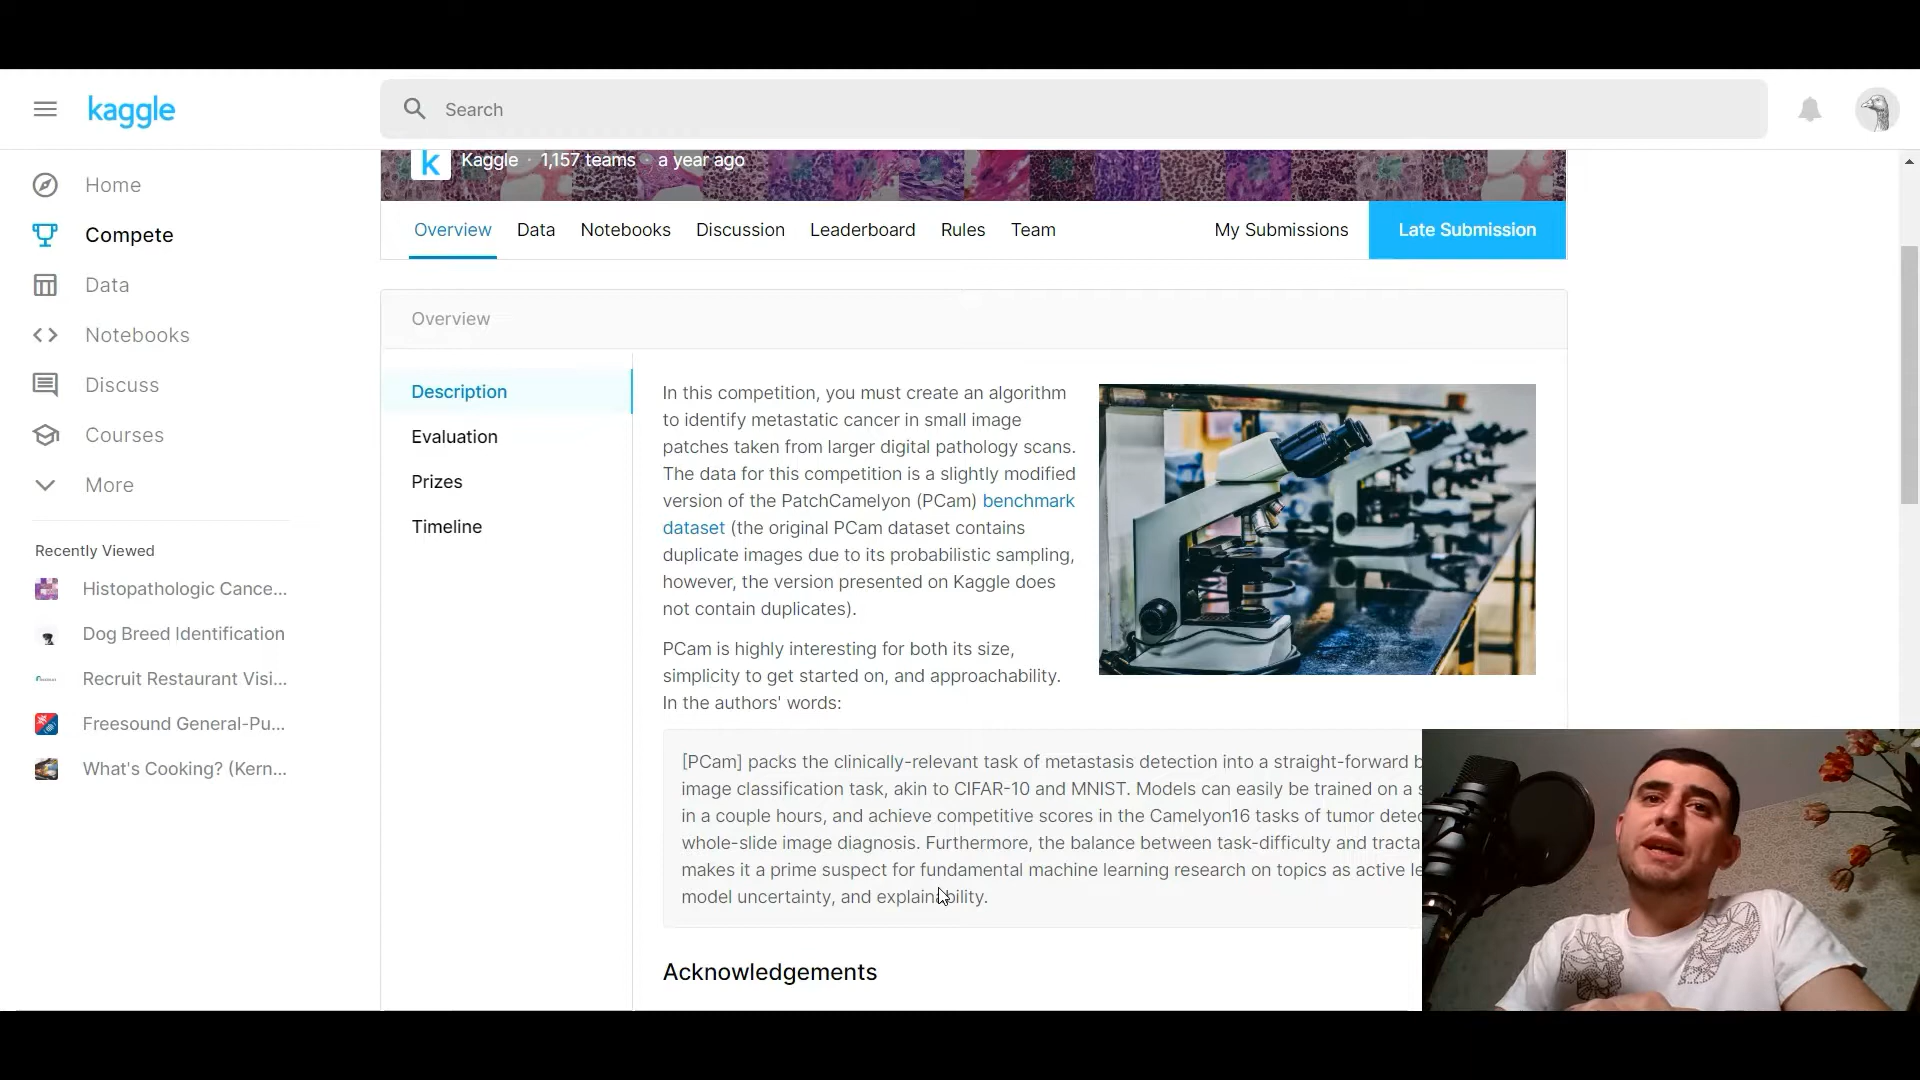 kaggle
Search
k Kaggle · 1,157 teams · a year ago
Home
Compete
Data
Notebooks
Discuss
Courses
More
Recently Viewed
Histopathologic Cance...
Dog Breed Identification
Recruit Restaurant Visi...
Freesound General-Pu...
What's Cooking? (Kern...
Overview Data Notebooks Discussion Leaderboard Rules Team My Submissions Late Submission
Overview
Description
Evaluation
Prizes
Timeline
In this competition, you must create an algorithm
to identify metastatic cancer in small image
patches taken from larger digital pathology scans.
The data for this competition is a slightly modified
version of the PatchCamelyon (PCam) benchmark
dataset (the original PCam dataset contains
duplicate images due to its probabilistic sampling,
however, the version presented on Kaggle does
not contain duplicates).
PCam is highly interesting for both its size,
simplicity to get started on, and approachability.
In the authors' words:
[PCam] packs the clinically-relevant task of metastasis detection into a straight-forward b
image classification task, akin to CIFAR-10 and MNIST. Models can easily be trained on a s
in a couple hours, and achieve competitive scores in the Camelyon16 tasks of tumor detec
whole-slide image diagnosis. Furthermore, the balance between task-difficulty and tracta
makes it a prime suspect for fundamental machine learning research on topics as active le
model uncertainty, and explainability.
Acknowledgements